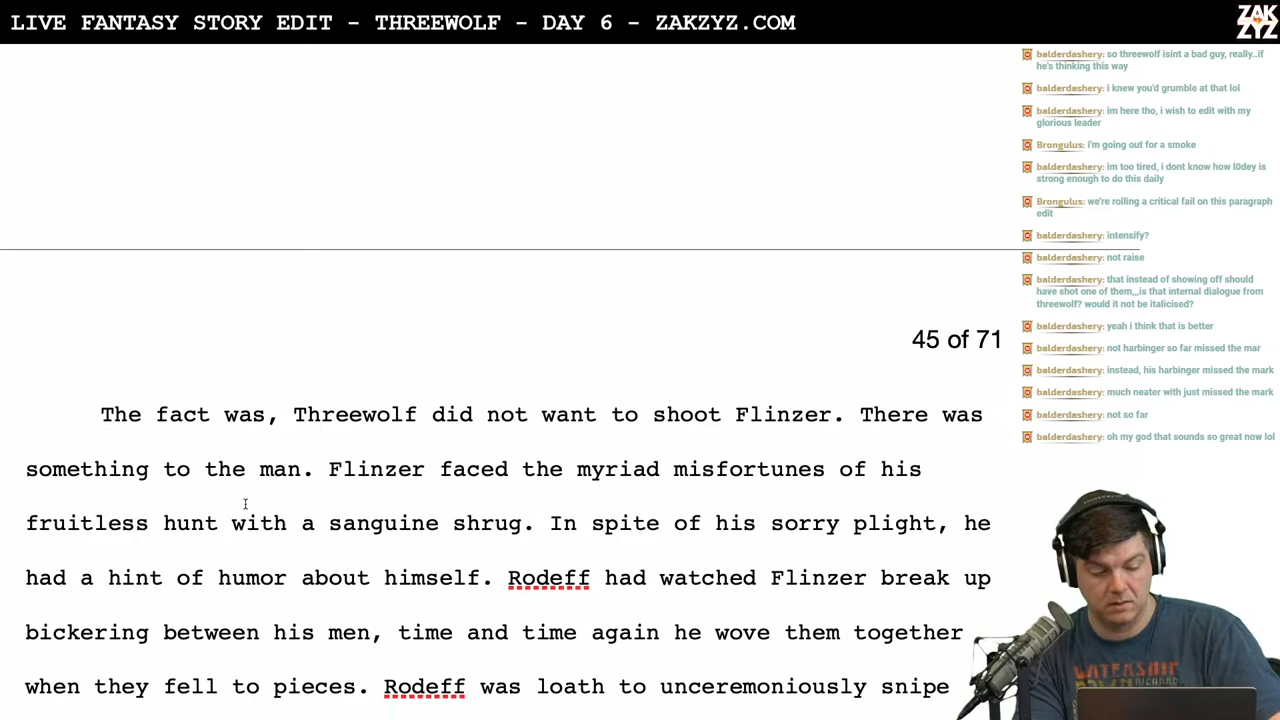 LIVE FANTASY STORY EDIT - THREEWOLF - DAY 6 - ZAKZYZ.COM
ZAK
ZYZ
balderdashery: so threewolf isint a bad guy, really..if
he's thinking this way
balderdashery: i knew you'd grumble at that lol
balderdashery: im here tho, i wish to edit with my
glorious leader
Brongulus: i'm going out for a smoke
balderdashery: im too tired, i dont know how l0dey is
strong enough to do this daily
Brongulus: we're rolling a critical fail on this paragraph
edit
balderdashery: intensify?
balderdashery: not raise
balderdashery: that instead of showing off should
have shot one of them,,,is that internal dialogue from
threewolf? would it not be italicised?
balderdashery: yeah i think that is better
balderdashery: not harbinger so far missed the mar
balderdashery: instead, his harbinger missed the mark
balderdashery: much neater with just missed the mark
balderdashery: not so far
balderdashery: oh my god that sounds so great now lol
45 of 71
The fact was, Threewolf did not want to shoot Flinzer. There was
something to the man. Flinzer faced the myriad misfortunes of his
fruitless hunt with a sanguine shrug. In spite of his sorry plight, he
had a hint of humor about himself. Rodeff had watched Flinzer break up
bickering between his men, time and time again he wove them together
when they fell to pieces. Rodeff was loath to unceremoniously snipe
WATERSHIP
RICHARD